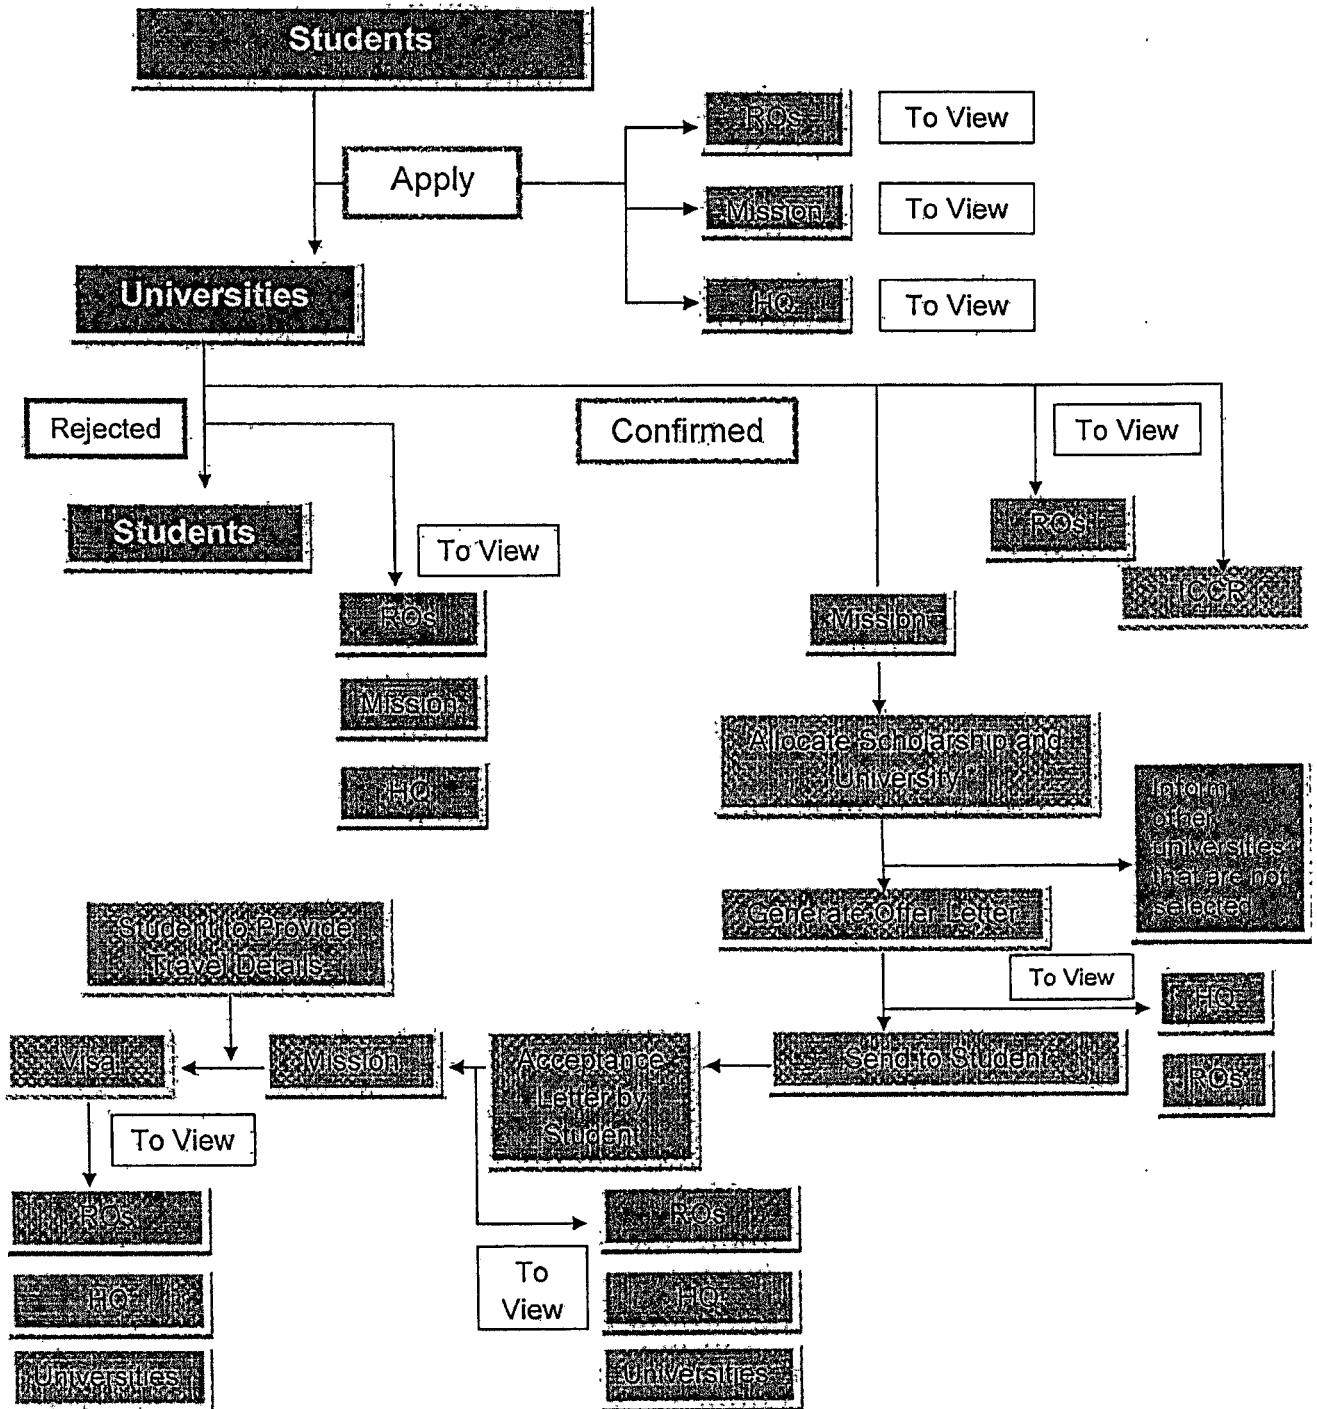 Students
ROs
To View
Apply
Mission
To View
Universities
HQ
To View
Rejected
Confirmed
To View
Students
To View
ROs
ICCR
ROs
Mission
Mission
HQ
Allocate Scholarship and
University
Inform
other
universities
that are not
selected
Generate Offer Letter
Student to Provide
Travel Details
To View
HQ
Visa
Mission
Acceptance
Letter by
Student
Send to Student
ROs
To View
ROs
ROs
To
View
HQ
HQ
Universities
Universities